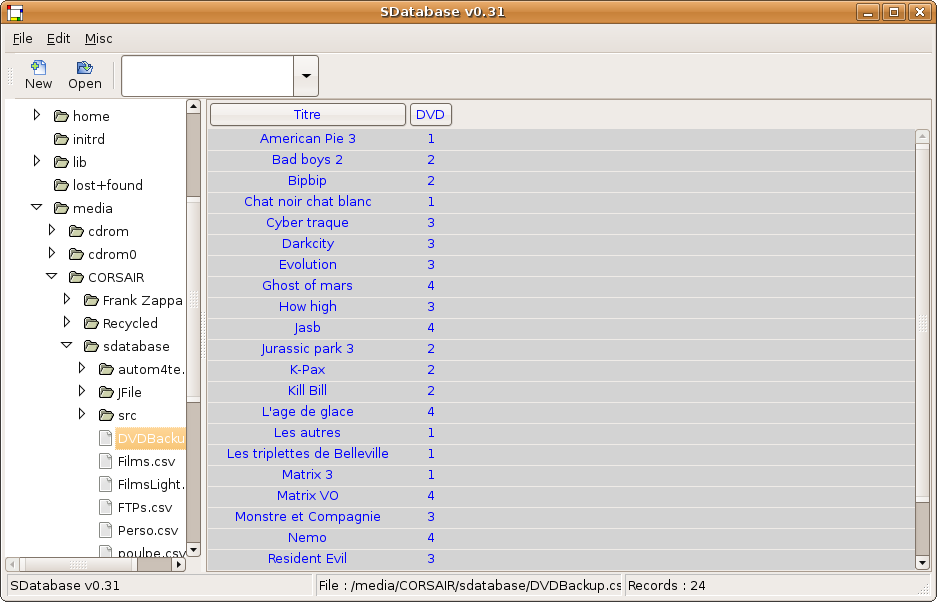 SDatabase v0.31
File Edit Misc
New Open
home
initrd
lib
lost+found
media
cdrom
cdrom0
CORSAIR
Frank Zappa
Recycled
sdatabase
autom4te.
JFile
src
DVDBacku
Films.csv
FilmsLight.
FTPs.csv
Perso.csv
poulpe.csv
Titre DVD
American Pie 3 1
Bad boys 2 2
Bipbip 2
Chat noir chat blanc 1
Cyber traque 3
Darkcity 3
Evolution 3
Ghost of mars 4
How high 3
Jasb 4
Jurassic park 3 2
K-Pax 2
Kill Bill 2
L'age de glace 4
Les autres 1
Les triplettes de Belleville 1
Matrix 3 1
Matrix VO 4
Monstre et Compagnie 3
Nemo 4
Resident Evil 3
SDatabase v0.31 File : /media/CORSAIR/sdatabase/DVDBackup.cs Records : 24